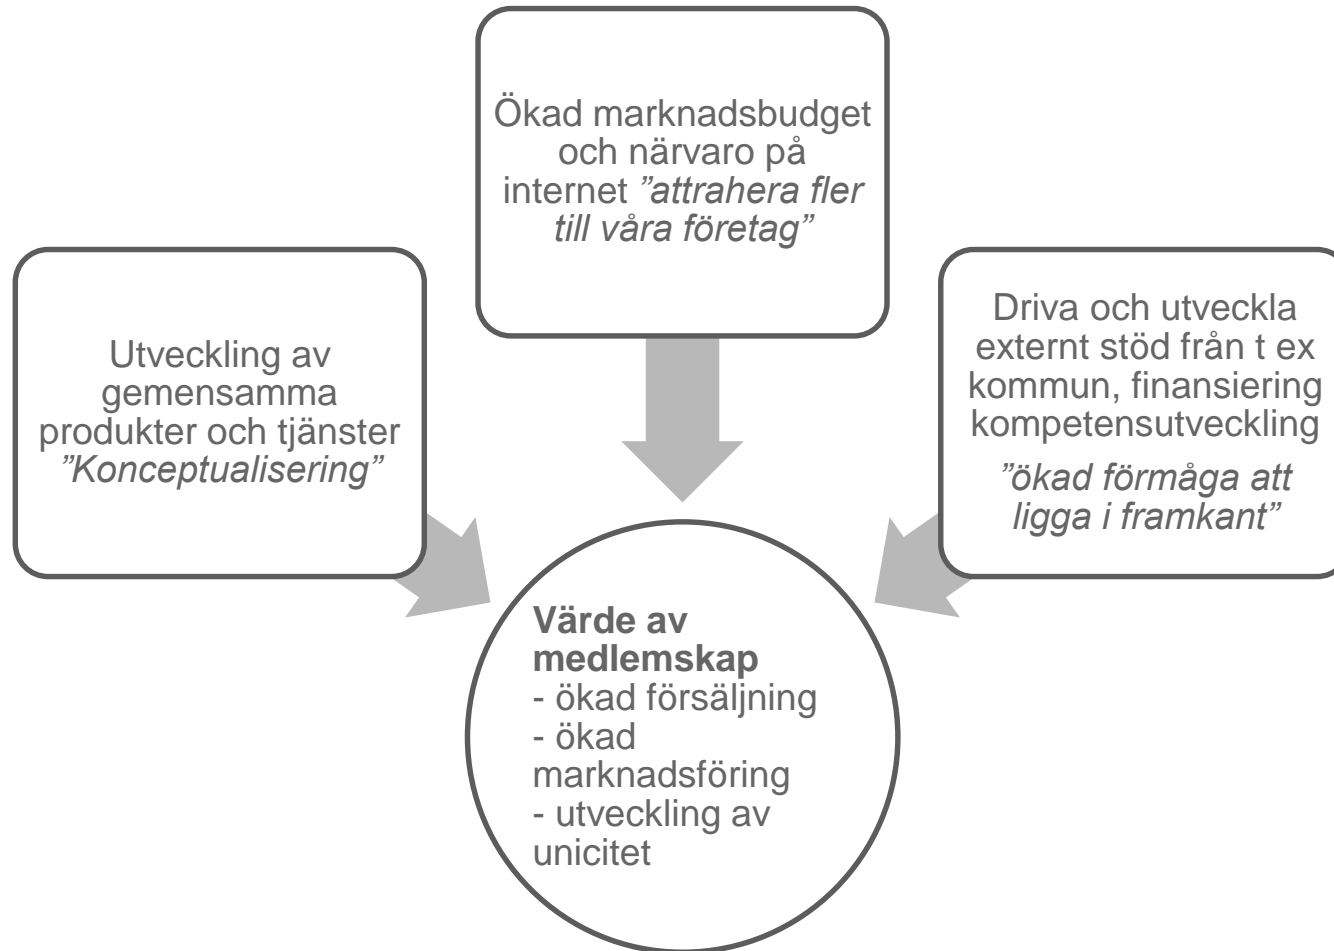 Ökad marknadsbudget
och närvaro på
internet ”attrahera fler
till våra företag”
Utveckling av
gemensamma
produkter och tjänster
”Konceptualisering”
Driva och utveckla
externt stöd från t ex
kommun, finansiering
kompetensutveckling
”ökad förmåga att
ligga i framkant”
Värde av
medlemskap
- ökad försäljning
- ökad
marknadsföring
- utveckling av
unicitet